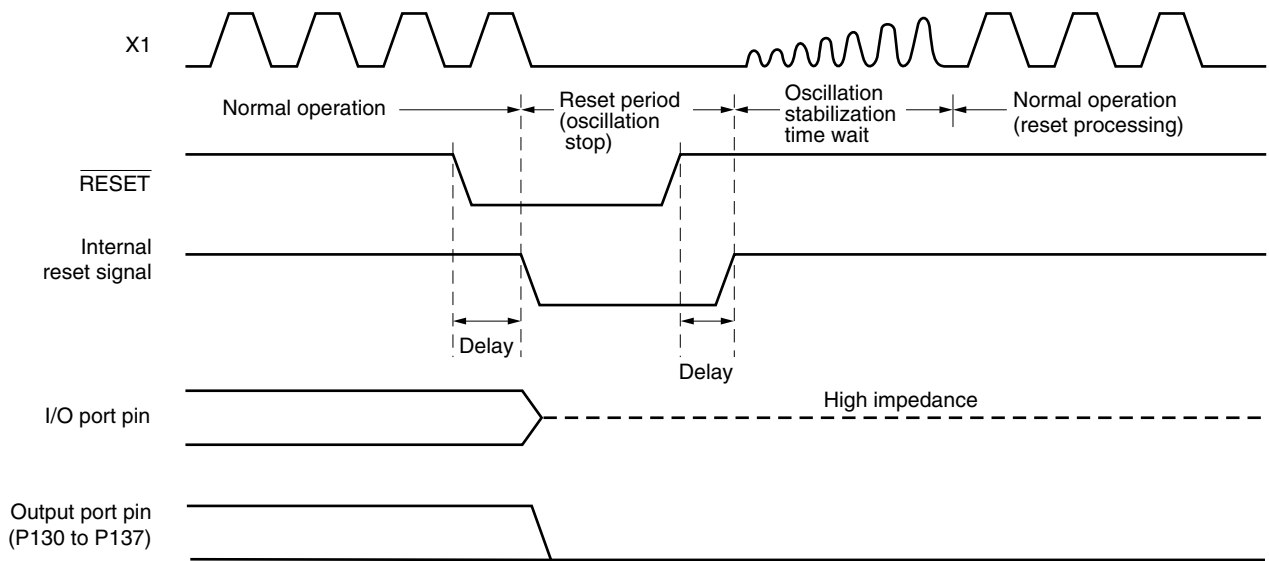 X1
Normal operation
Reset period
(oscillation
stop)
Oscillation
stabilization
time wait
Normal operation
(reset processing)
RESET
Internal
reset signal
Delay
Delay
I/O port pin
High impedance
Output port pin
(P130 to P137)